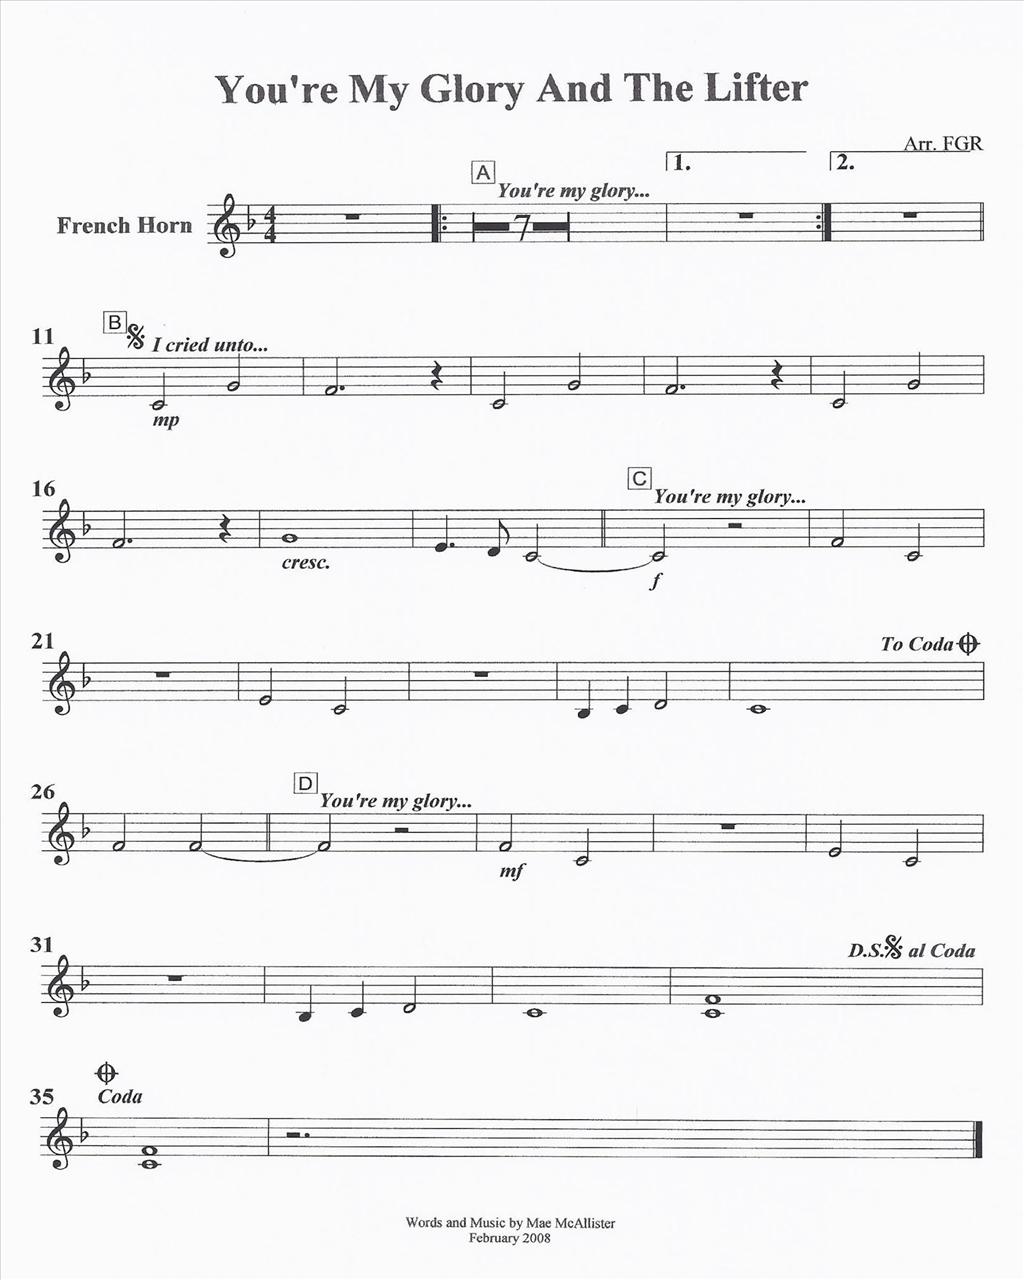 You're My Glory And The Lifter
Arr. FGR
A
You're my glory...
1.
2.
French Horn
4
4
7
B
11
I cried unto...
mp
16
C
You're my glory...
cresc.
f
21
To Coda
26
D
You're my glory...
mf
31
D.S. al Coda
35
Coda
Words and Music by Mae McAllister
February 2008